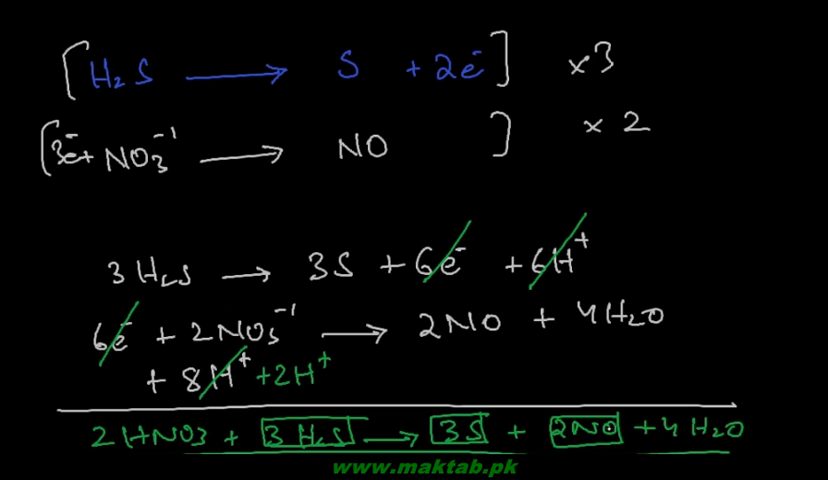 [H₂S ⟶ S + 2e⁻] ×3
[3e⁻+ NO₃⁻¹ ⟶ NO ] × 2
3H₂S ⟶ 3S + 6e⁻ + 6H⁺
6e⁻ + 2NO₃⁻¹ ⟶ 2NO + 4H₂O
+ 8H⁺ +2H⁺
2HNO₃ + 3H₂S ⟶ 3S + 2NO + 4H₂O
www.maktab.pk